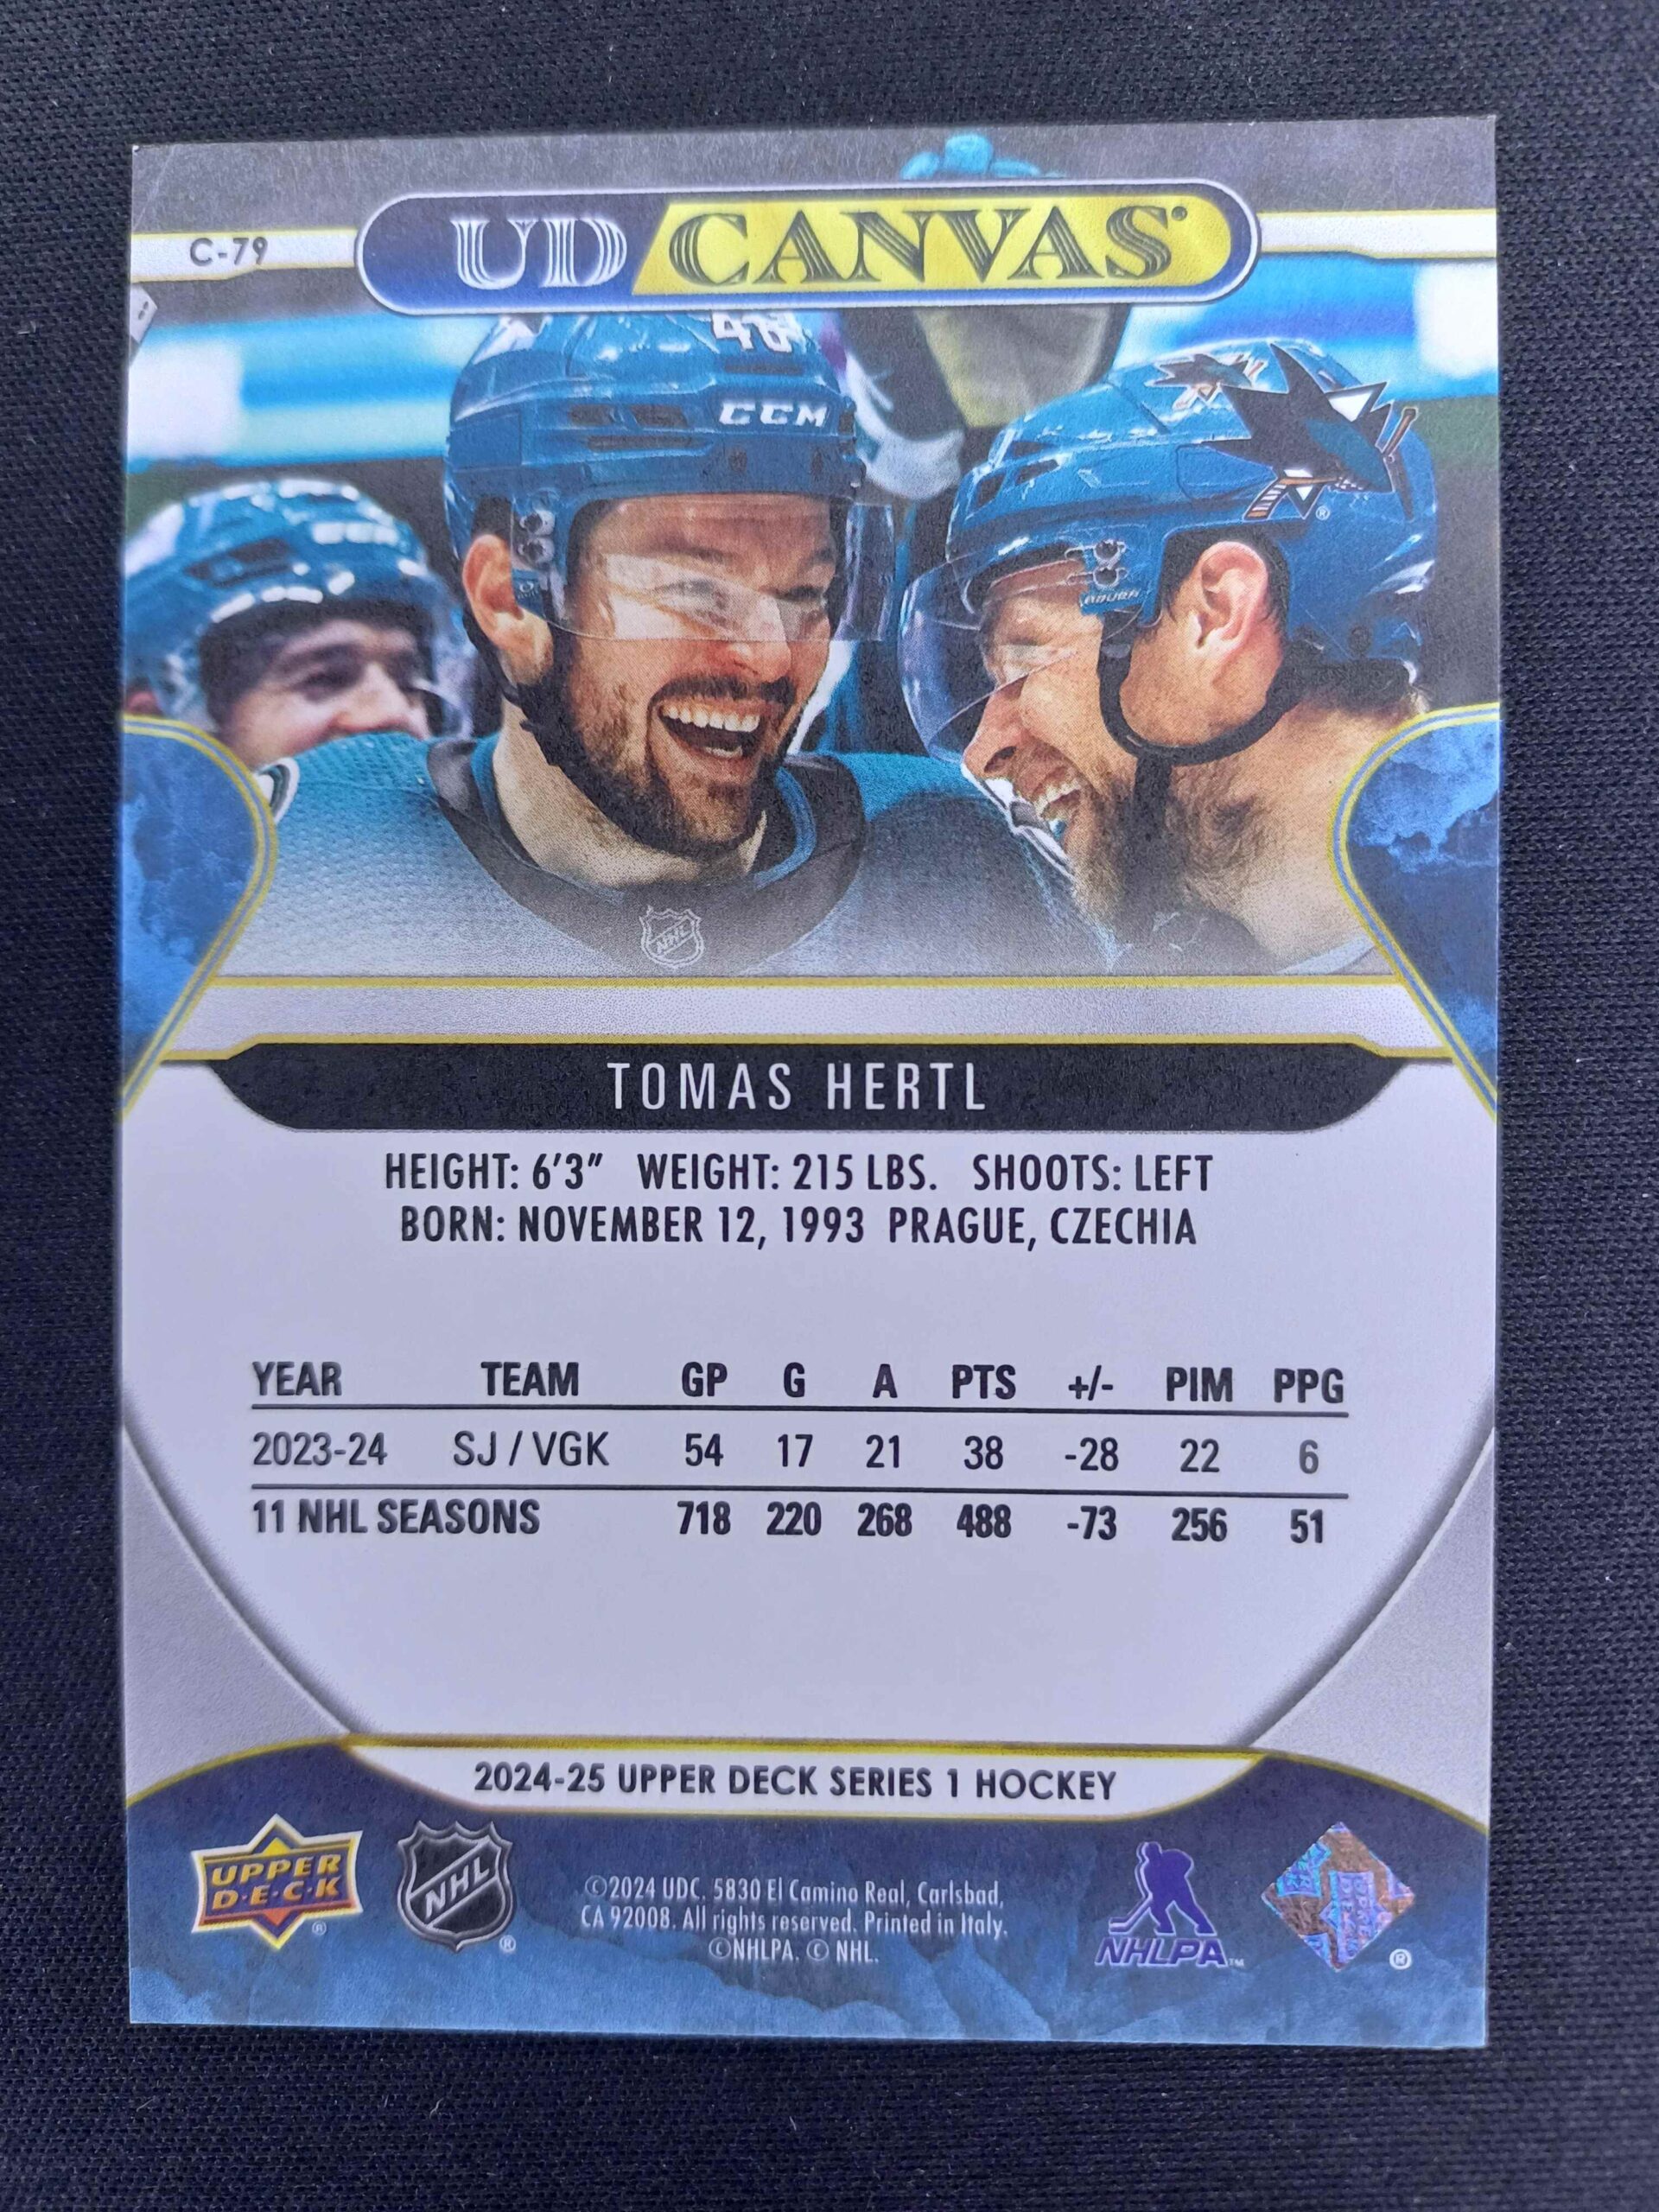 C-79
UD CANVAS®
48
CCM
BAUER
NHL
TOMAS HERTL
HEIGHT: 6'3" WEIGHT: 215 LBS. SHOOTS: LEFT
BORN: NOVEMBER 12, 1993 PRAGUE, CZECHIA
YEAR TEAM GP G A PTS +/- PIM PPG
2023-24 SJ / VGK 54 17 21 38 -28 22 6
11 NHL SEASONS 718 220 268 488 -73 256 51
2024-25 UPPER DECK SERIES 1 HOCKEY
UPPER
D·E·C·K
®
NHL
®
©2024 UDC. 5830 El Camino Real, Carlsbad,
CA 92008. All rights reserved. Printed in Italy.
©NHLPA. © NHL.
NHLPA™
®